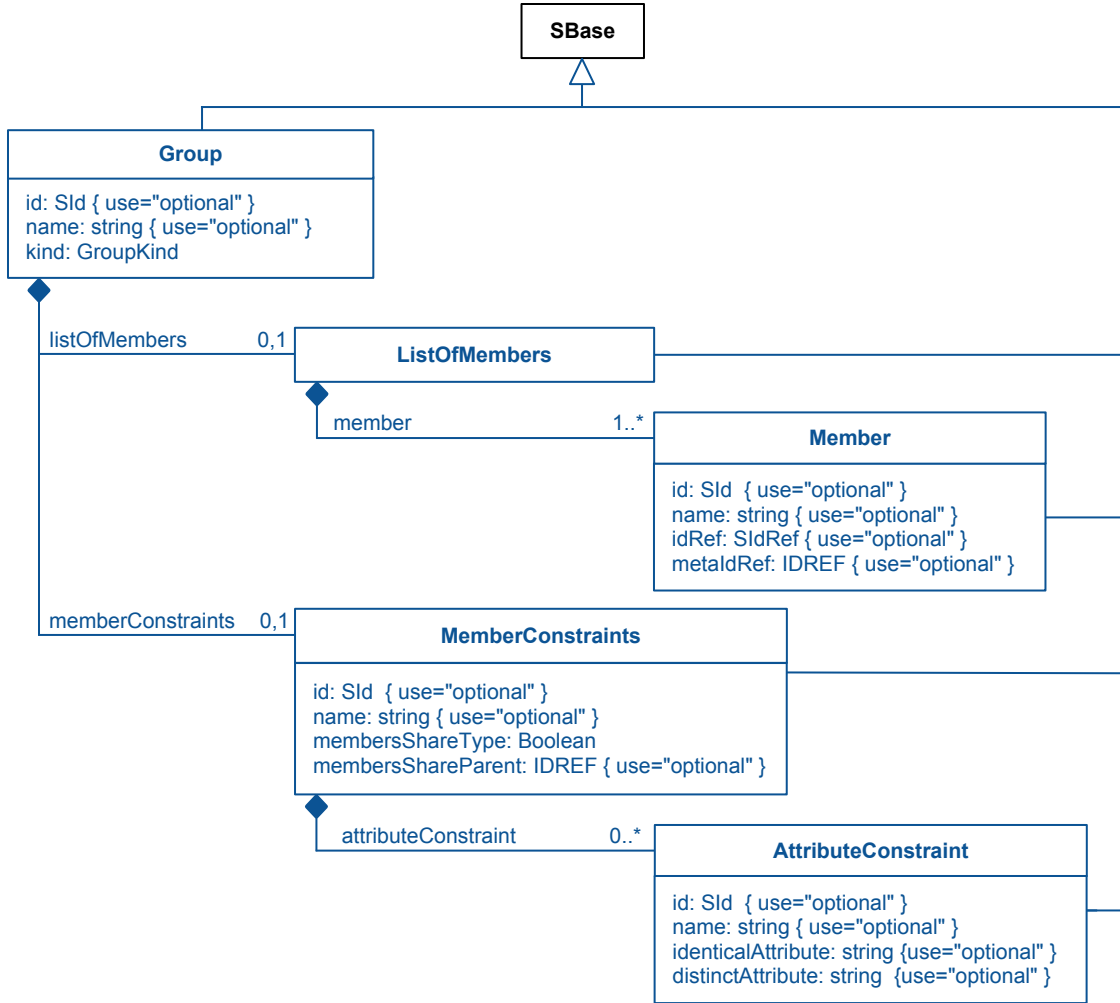 SBase
Group
id: SId { use="optional" }
name: string { use="optional" }
kind: GroupKind
listOfMembers 0,1
ListOfMembers
member 1..*
Member
id: SId  { use="optional" }
name: string { use="optional" }
idRef: SIdRef { use="optional" }
metaIdRef: IDREF { use="optional" }
memberConstraints 0,1
MemberConstraints
id: SId  { use="optional" }
name: string { use="optional" }
membersShareType: Boolean
membersShareParent: IDREF { use="optional" }
attributeConstraint 0..*
AttributeConstraint
id: SId  { use="optional" }
name: string { use="optional" }
identicalAttribute: string {use="optional" }
distinctAttribute: string  {use="optional" }